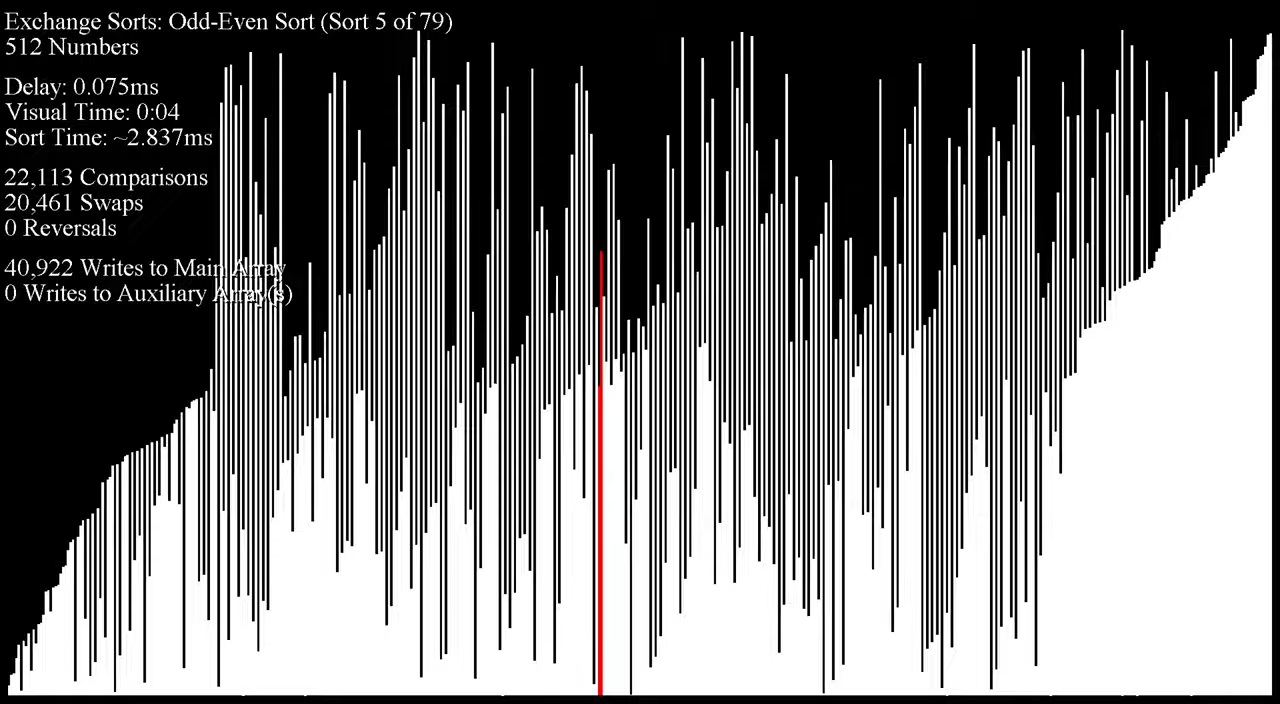 Exchange Sorts: Odd-Even Sort (Sort 5 of 79)
512 Numbers
Delay: 0.075ms
Visual Time: 0:04
Sort Time: ~2.837ms
22,113 Comparisons
20,461 Swaps
0 Reversals
40,922 Writes to Main Array
0 Writes to Auxiliary Array(s)